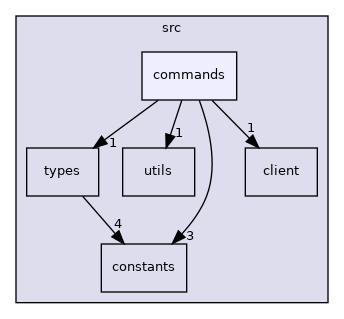 src
commands
1
1
1
types
utils
client
4
3
constants